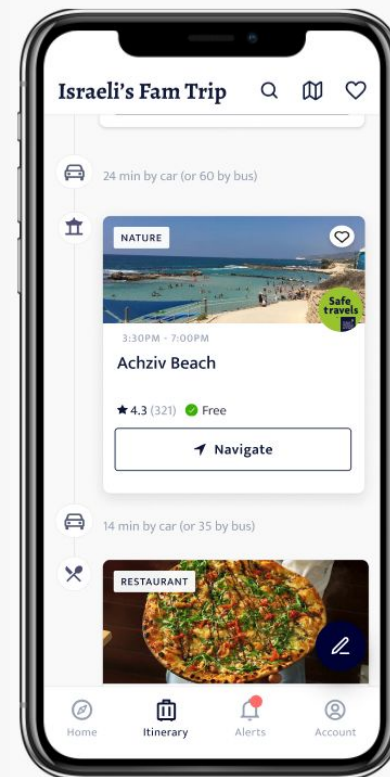 Israeli's Fam Trip
24 min by car (or 60 by bus)
NATURE
Safe
travels
3:30PM - 7:00PM
Achziv Beach
4.3 (321) Free
Navigate
14 min by car (or 35 by bus)
RESTAURANT
Home Itinerary Alerts Account